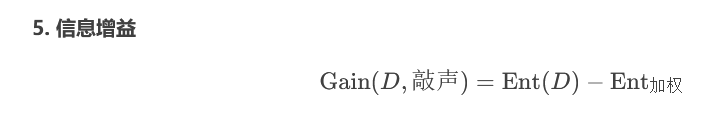 5. 信息增益
Gain(D, 敲声) = Ent(D) − Ent加权